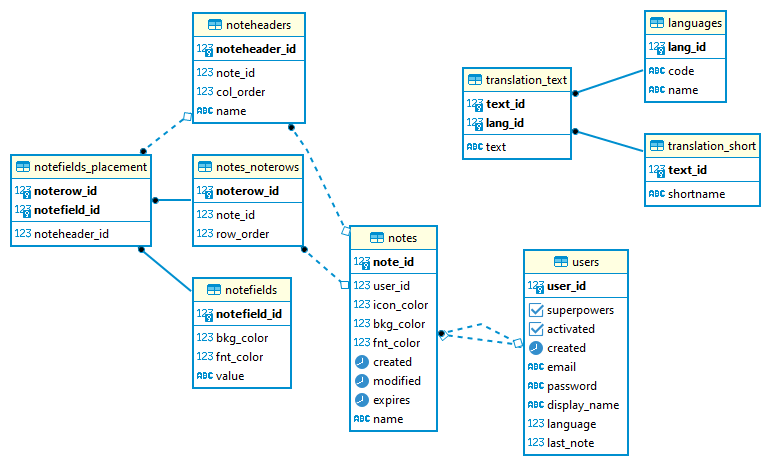 noteheaders
123 noteheader_id
123 note_id
123 col_order
ABC name
languages
123 lang_id
ABC code
ABC name
translation_text
123 text_id
123 lang_id
ABC text
translation_short
123 text_id
ABC shortname
notefields_placement
123 noterow_id
123 notefield_id
123 noteheader_id
notes_noterows
123 noterow_id
123 note_id
123 row_order
notefields
123 notefield_id
123 bkg_color
123 fnt_color
ABC value
notes
123 note_id
123 user_id
123 icon_color
123 bkg_color
123 fnt_color
created
modified
expires
ABC name
users
123 user_id
superpowers
activated
created
ABC email
ABC password
ABC display_name
123 language
123 last_note